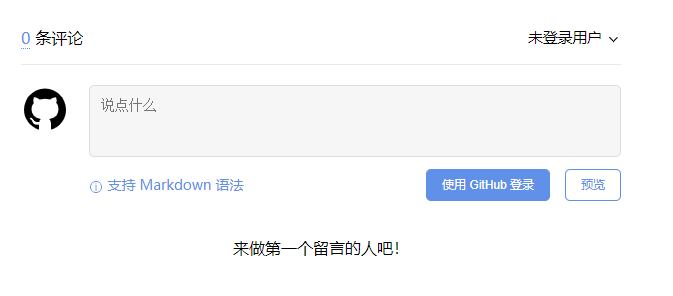 0 条评论
未登录用户
说点什么
支持 Markdown 语法
使用 GitHub 登录
预览
来做第一个留言的人吧！